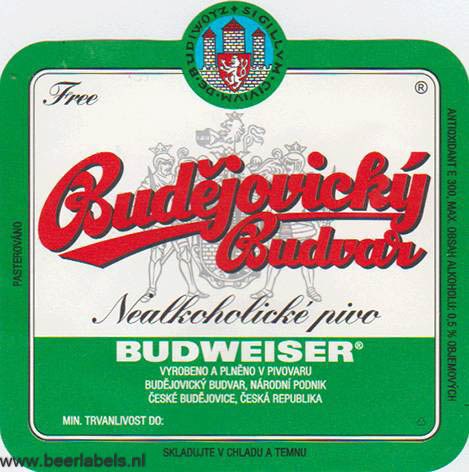 SIGILLVM CIVIVM DE BUDIWOYZ
Free
®
Budějovický
Budvar
Nealkoholické pivo
BUDWEISER®
VYROBENO A PLNĚNO V PIVOVARU
BUDĚJOVICKÝ BUDVAR, NÁRODNÍ PODNIK
ČESKÉ BUDĚJOVICE, ČESKÁ REPUBLIKA
MIN. TRVANLIVOST DO:
SKLADUJTE V CHLADU A TEMNU
PASTEROVÁNO
ANTIOXIDANT E 300, MAX. OBSAH ALKOHOLU: 0,5 % OBJEMOVÝCH
www.beerlabels.nl